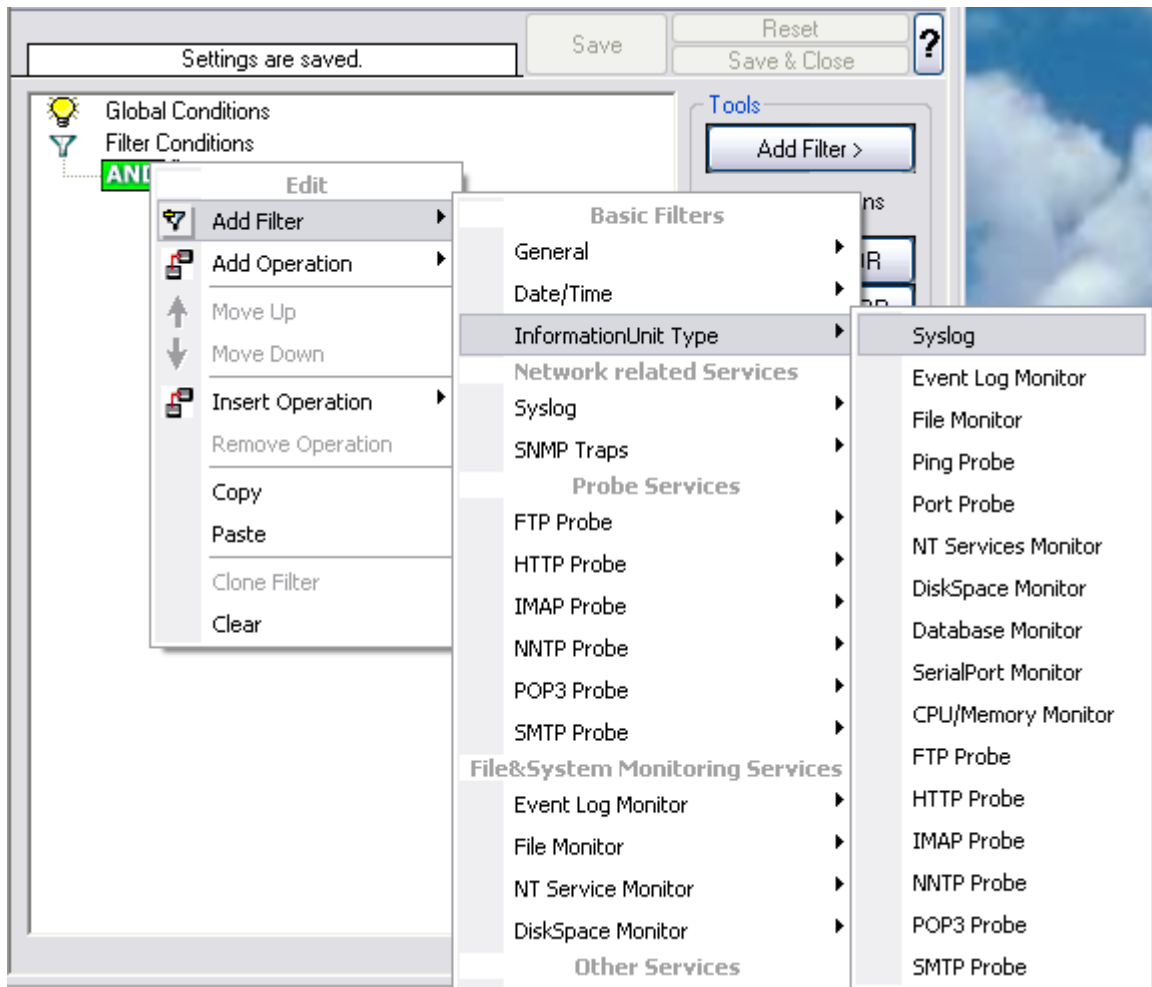 Settings are saved.
Save
Reset
Save & Close
?
Global Conditions
Filter Conditions
AND
Tools
Add Filter >
Edit
Add Filter
Add Operation
Move Up
Move Down
Insert Operation
Remove Operation
Copy
Paste
Clone Filter
Clear
Basic Filters
General
Date/Time
InformationUnit Type
Network related Services
Syslog
SNMP Traps
Probe Services
FTP Probe
HTTP Probe
IMAP Probe
NNTP Probe
POP3 Probe
SMTP Probe
File&System Monitoring Services
Event Log Monitor
File Monitor
NT Service Monitor
DiskSpace Monitor
Other Services
Syslog
Event Log Monitor
File Monitor
Ping Probe
Port Probe
NT Services Monitor
DiskSpace Monitor
Database Monitor
SerialPort Monitor
CPU/Memory Monitor
FTP Probe
HTTP Probe
IMAP Probe
NNTP Probe
POP3 Probe
SMTP Probe